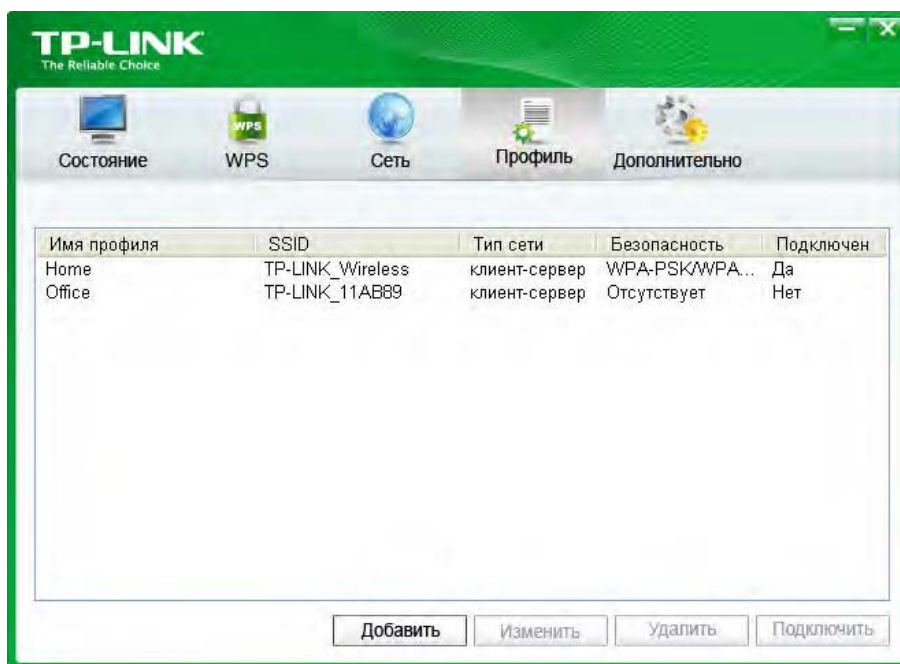 TP-LINK
The Reliable Choice
WPS
Состояние WPS Сеть Профиль Дополнительно
Имя профиля SSID Тип сети Безопасность Подключен
Home TP-LINK_Wireless клиент-сервер WPA-PSK/WPA... Да
Office TP-LINK_11AB89 клиент-сервер Отсутствует Нет
Добавить Изменить Удалить Подключить